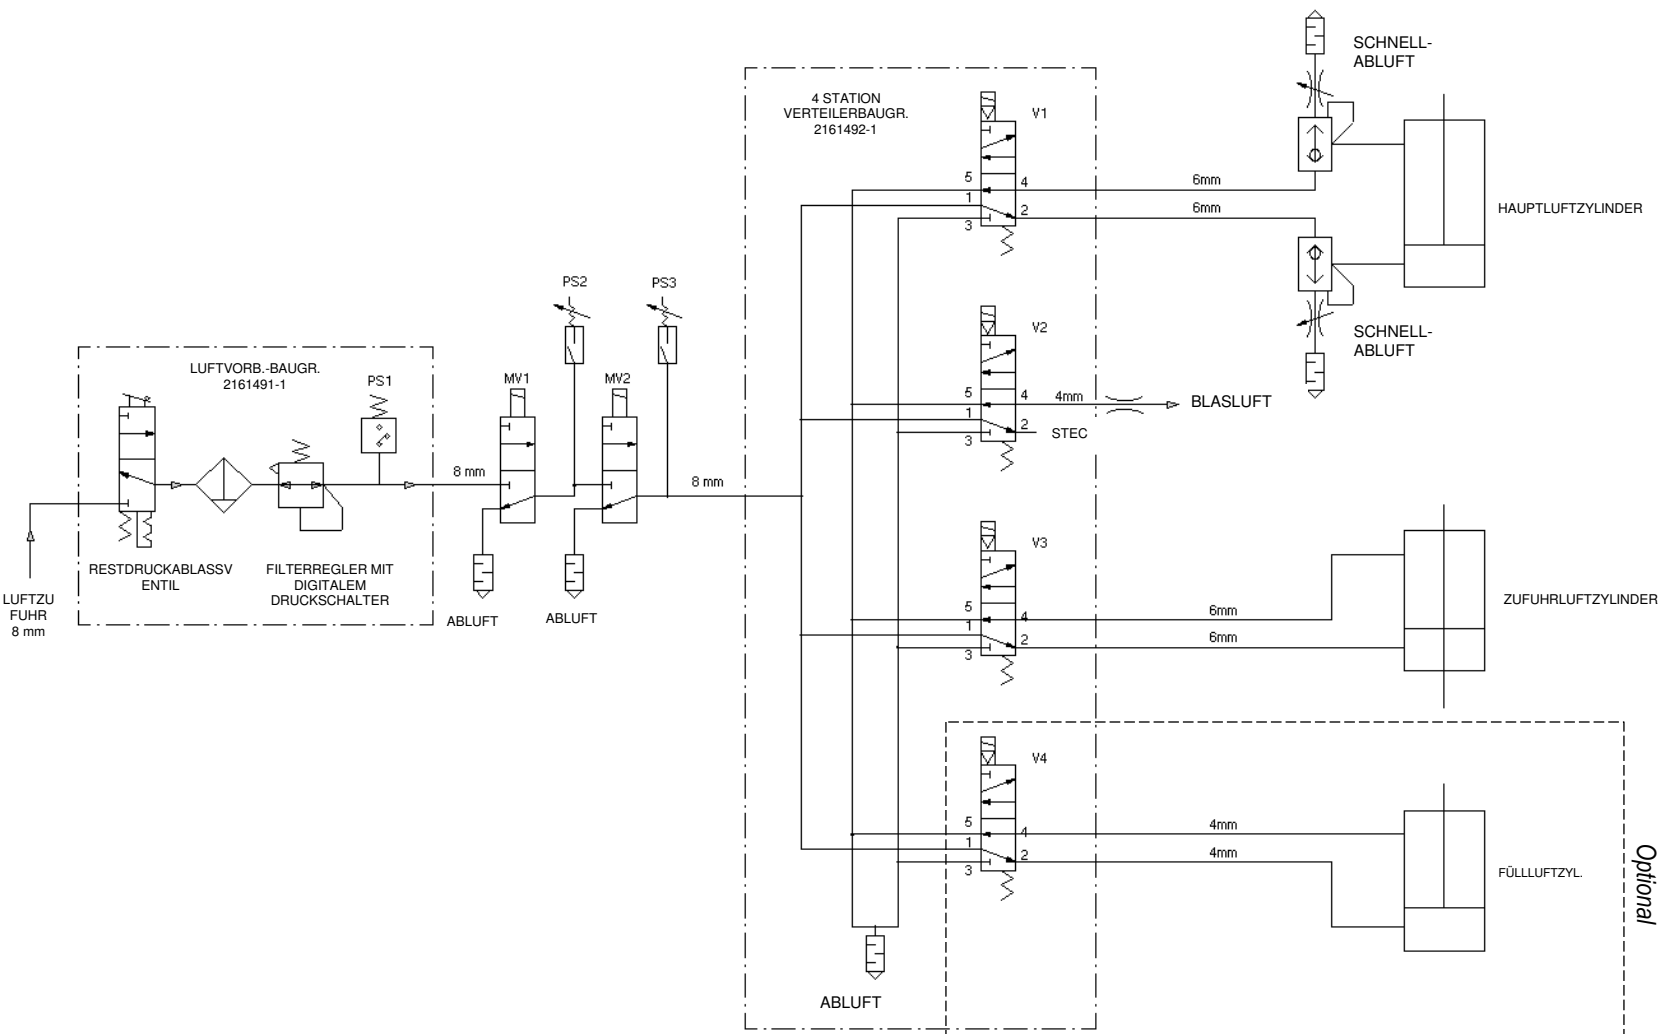 SCHNELL-
ABLUFT
4 STATION
VERTEILERBAUGR.
2161492-1
V1
5
4
1
2
3
6mm
6mm
HAUPTLUFTZYLINDER
SCHNELL-
ABLUFT
PS2
PS3
LUFTVORB.-BAUGR.
2161491-1
PS1
MV1
MV2
8 mm
8 mm
V2
5
4
1
2
3
4mm
BLASLUFT
STEC
RESTDRUCKABLASSV
ENTIL
FILTERREGLER MIT
DIGITALEM
DRUCKSCHALTER
LUFTZU
FUHR
8 mm
ABLUFT
ABLUFT
V3
5
4
1
2
3
6mm
6mm
ZUFUHRLUFTZYLINDER
V4
5
4
1
2
3
4mm
4mm
FÜLLLUFTZYL.
Optional
ABLUFT